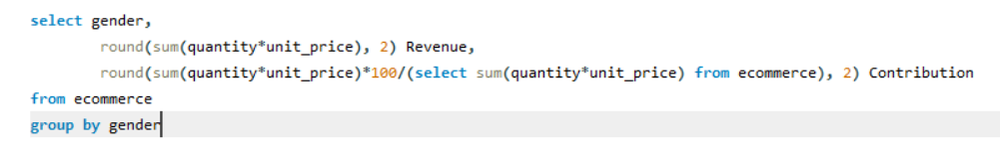 select gender,
round(sum(quantity*unit_price), 2) Revenue,
round(sum(quantity*unit_price)*100/(select sum(quantity*unit_price) from ecommerce), 2) Contribution
from ecommerce
group by gender